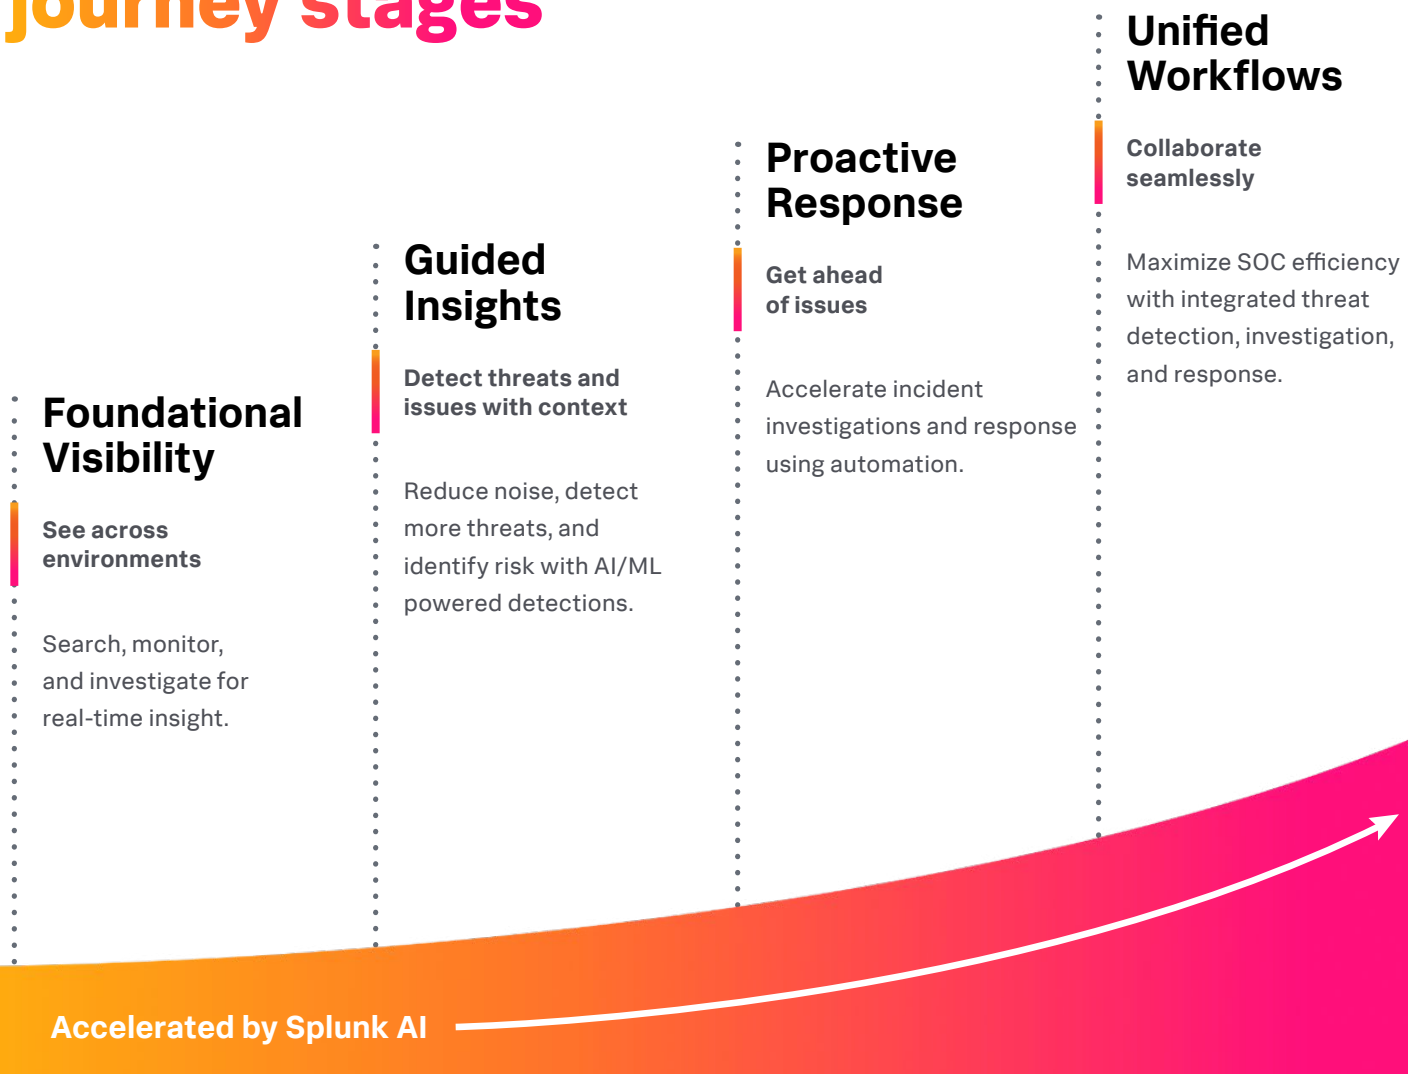 journey stages
Foundational
Visibility
See across
environments
Search, monitor,
and investigate for
real-time insight.
Guided
Insights
Detect threats and
issues with context
Reduce noise, detect
more threats, and
identify risk with AI/ML
powered detections.
Proactive
Response
Get ahead
of issues
Accelerate incident
investigations and response
using automation.
Unified
Workflows
Collaborate
seamlessly
Maximize SOC efficiency
with integrated threat
detection, investigation,
and response.
Accelerated by Splunk AI